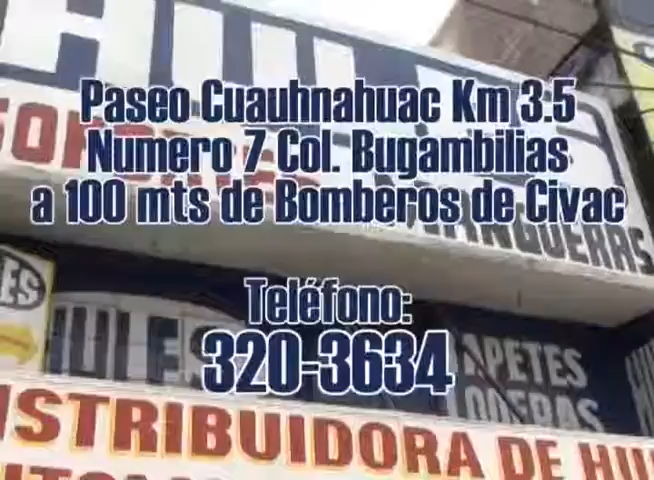 Paseo Cuauhnahuac Km 3.5
Numero 7 Col. Bugambilias
a 100 mts de Bomberos de Civac
Teléfono:
320-3634
HULES
APETES
ISTRIBUIDORA DE HU